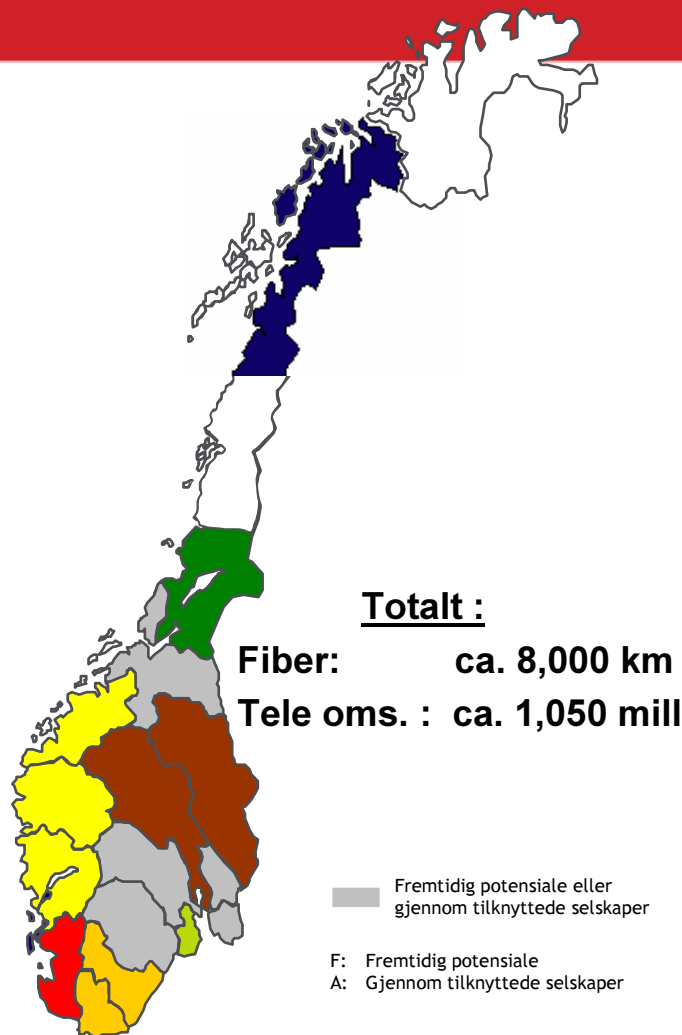 Totalt :
Fiber: ca. 8,000 km
Tele oms. : ca. 1,050 mill
Fremtidig potensiale eller
gjennom tilknyttede selskaper
F: Fremtidig potensiale
A: Gjennom tilknyttede selskaper